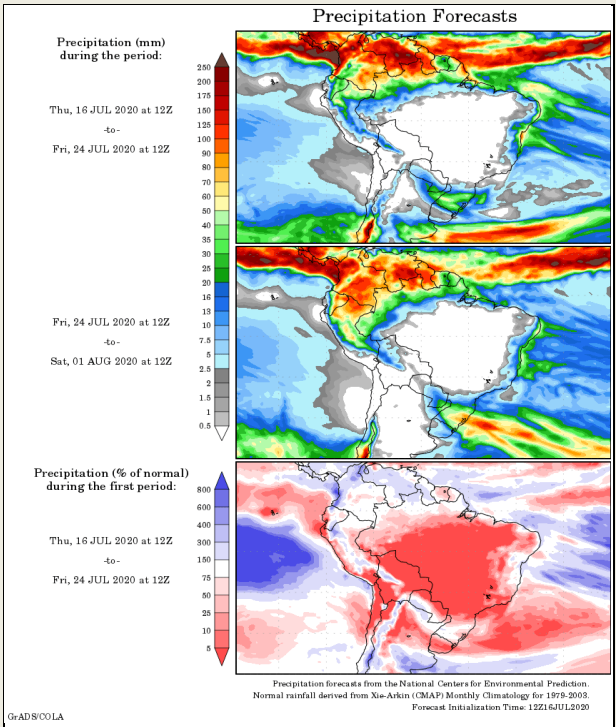 Precipitation Forecasts
Precipitation (mm)
during the period:
Thu, 16 JUL 2020 at 12Z
-to-
Fri, 24 JUL 2020 at 12Z
250
200
175
150
125
100
90
80
70
60
50
40
35
30
25
20
16
13
10
7.5
5
2.5
2
1.5
1
0.5
Fri, 24 JUL 2020 at 12Z
-to-
Sat, 01 AUG 2020 at 12Z
Precipitation (% of normal)
during the first period:
Thu, 16 JUL 2020 at 12Z
-to-
Fri, 24 JUL 2020 at 12Z
800
600
400
300
150
75
50
25
10
5
Precipitation forecasts from the National Centers for Environmental Prediction.
Normal rainfall derived from Xie-Arkin (CMAP) Monthly Climatology for 1979-2003.
Forecast Initialization Time: 12Z16JUL2020
GrADS/COLA